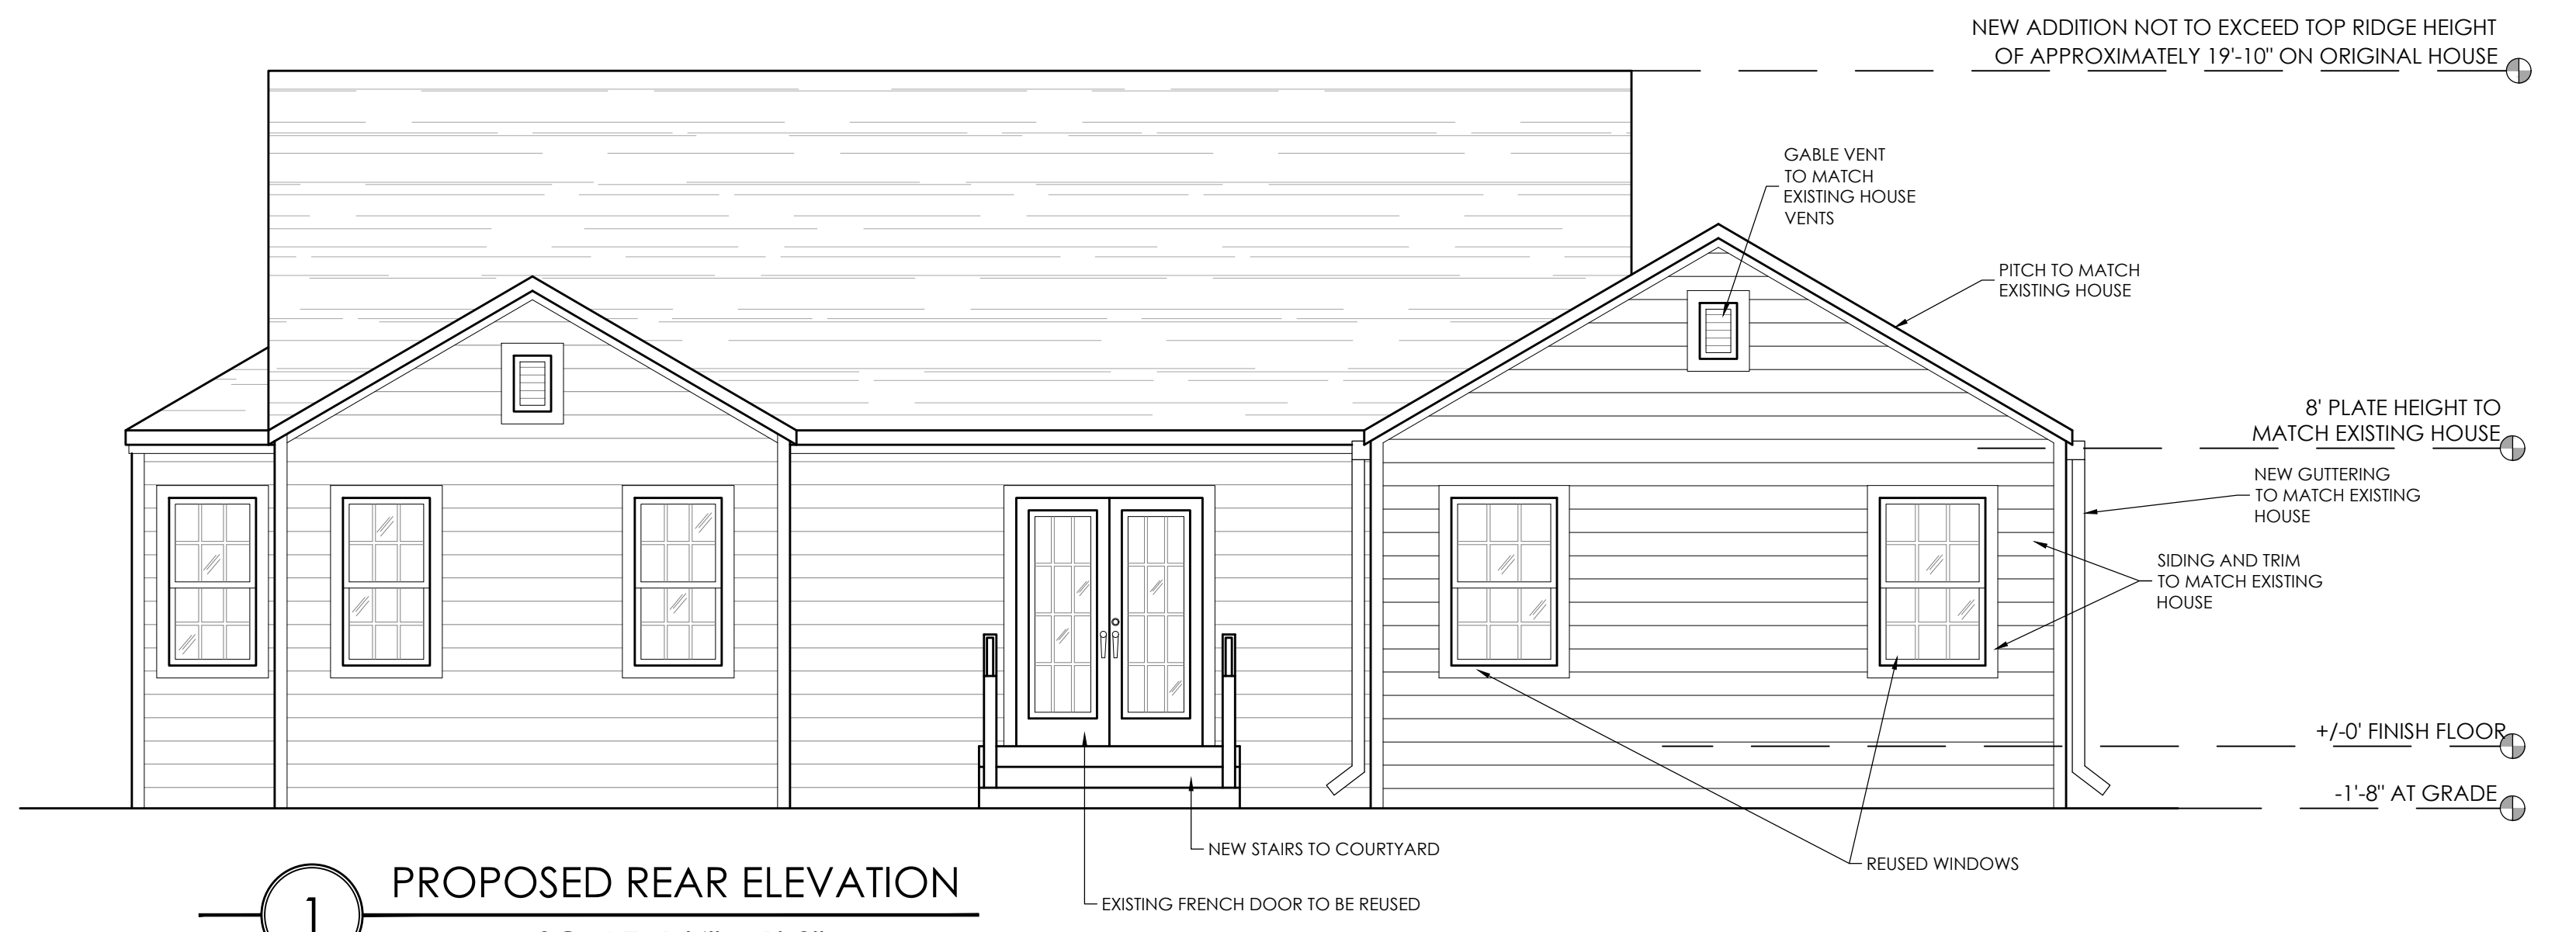 NEW ADDITION NOT TO EXCEED TOP RIDGE HEIGHT
OF APPROXIMATELY 19'-10" ON ORIGINAL HOUSE
GABLE VENT
TO MATCH
EXISTING HOUSE
VENTS
PITCH TO MATCH
EXISTING HOUSE
8' PLATE HEIGHT TO
MATCH EXISTING HOUSE
NEW GUTTERING
TO MATCH EXISTING
HOUSE
SIDING AND TRIM
TO MATCH EXISTING
HOUSE
+/-0' FINISH FLOOR
-1'-8" AT GRADE
NEW STAIRS TO COURTYARD
REUSED WINDOWS
EXISTING FRENCH DOOR TO BE REUSED
1
PROPOSED REAR ELEVATION